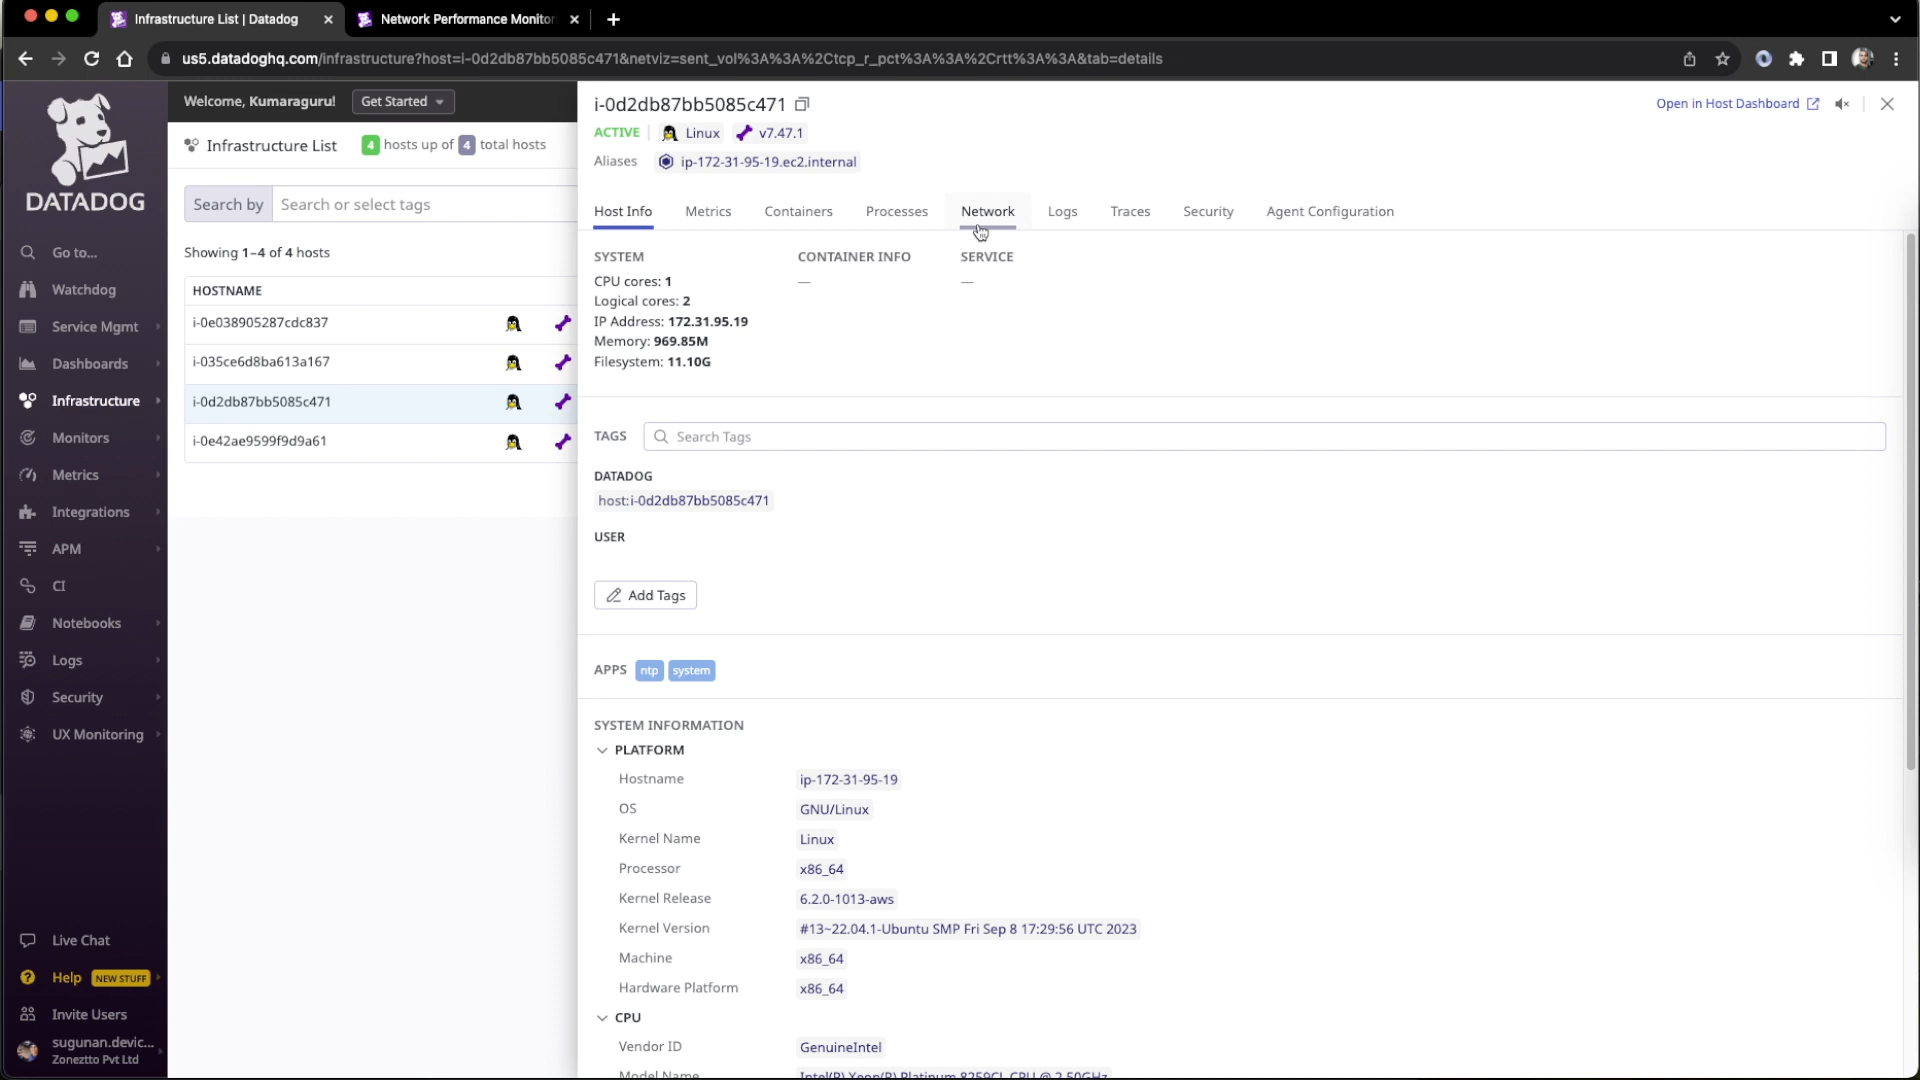 Infrastructure List | Datadog
Network Performance Monitor
us5.datadoghq.com/infrastructure?host=i-0d2db87bb5085c471&netviz=sent_vol%3A%3A%2Ctcp_r_pct%3A%3A%2Crtt%3A%3A&tab=details
DATADOG
Go to...
Watchdog
Service Mgmt
Dashboards
Infrastructure
Monitors
Metrics
Integrations
APM
CI
Notebooks
Logs
Security
UX Monitoring
Live Chat
Help NEW STUFF
Invite Users
sugunan.devic...
Zoneztto Pvt Ltd
Welcome, Kumaraguru! Get Started
Infrastructure List 4 hosts up of 4 total hosts
Search by Search or select tags
Showing 1–4 of 4 hosts
HOSTNAME
i-0e038905287cdc837
i-035ce6d8ba613a167
i-0d2db87bb5085c471
i-0e42ae9599f9d9a61
i-0d2db87bb5085c471 Open in Host Dashboard
ACTIVE Linux v7.47.1
Aliases ip-172-31-95-19.ec2.internal
Host Info Metrics Containers Processes Network Logs Traces Security Agent Configuration
SYSTEM CONTAINER INFO SERVICE
CPU cores: 1 — —
Logical cores: 2
IP Address: 172.31.95.19
Memory: 969.85M
Filesystem: 11.10G
TAGS Search Tags
DATADOG
host:i-0d2db87bb5085c471
USER
Add Tags
APPS ntp system
SYSTEM INFORMATION
PLATFORM
Hostname ip-172-31-95-19
OS GNU/Linux
Kernel Name Linux
Processor x86_64
Kernel Release 6.2.0-1013-aws
Kernel Version #13~22.04.1-Ubuntu SMP Fri Sep 8 17:29:56 UTC 2023
Machine x86_64
Hardware Platform x86_64
CPU
Vendor ID GenuineIntel
Model Name Intel(R) Xeon(R) Platinum 8259CL CPU @ 2.50GHz